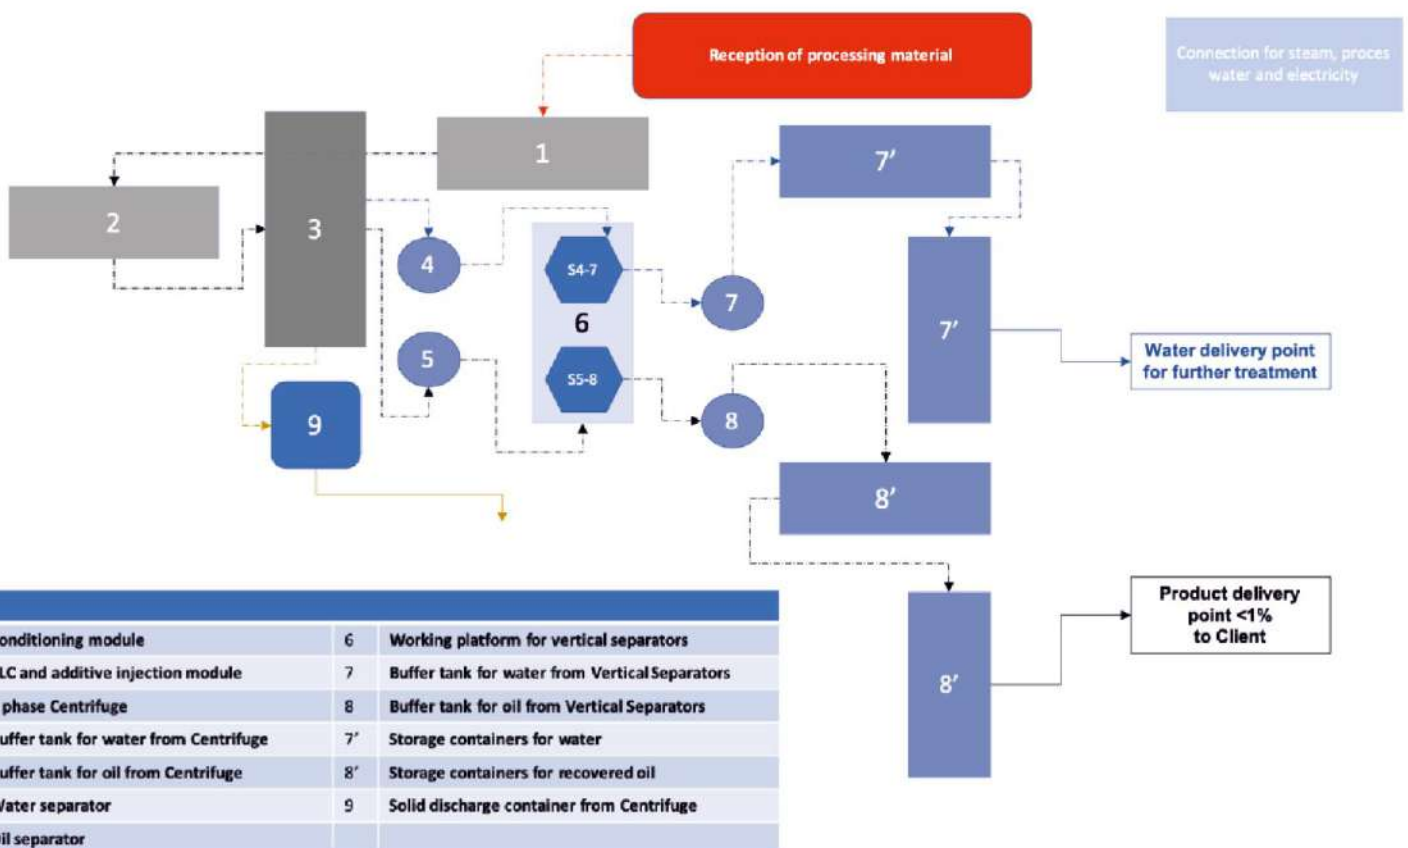 Reception of processing material
Connection for steam, proces
water and electricity
1
7'
2
3
4
S4-7
7
6
7'
5
S5-8
8
Water delivery point
for further treatment
9
8'
Product delivery
point <1%
to Client
8'
onditioning module 6 Working platform for vertical separators
LC and additive injection module 7 Buffer tank for water from Vertical Separators
phase Centrifuge 8 Buffer tank for oil from Vertical Separators
uffer tank for water from Centrifuge 7' Storage containers for water
uffer tank for oil from Centrifuge 8' Storage containers for recovered oil
Water separator 9 Solid discharge container from Centrifuge
il separator